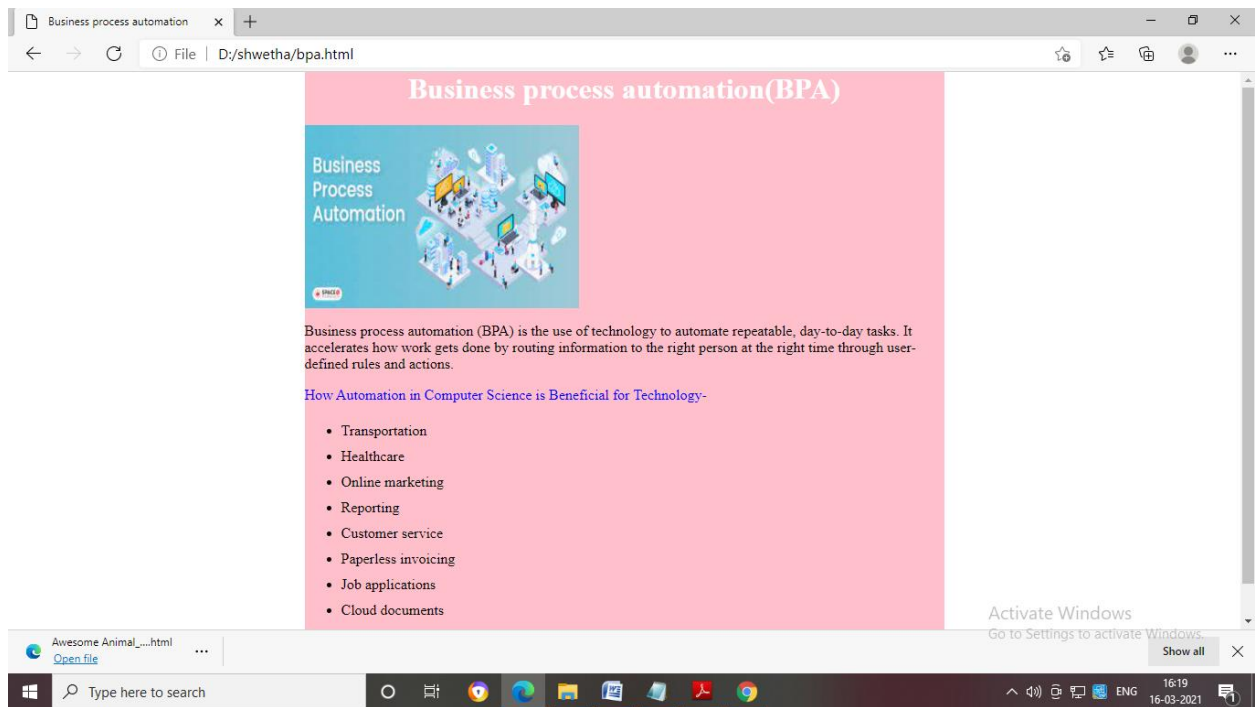 Business process automation
File | D:/shwetha/bpa.html
Business process automation(BPA)
Business
Process
Automation
SPACE
Business process automation (BPA) is the use of technology to automate repeatable, day-to-day tasks. It
accelerates how work gets done by routing information to the right person at the right time through user-
defined rules and actions.
How Automation in Computer Science is Beneficial for Technology-
• Transportation
• Healthcare
• Online marketing
• Reporting
• Customer service
• Paperless invoicing
• Job applications
• Cloud documents
Activate Windows
Go to Settings to activate Windows.
Awesome Animal_....html
Open file
Show all
Type here to search
ENG
16:19
16-03-2021